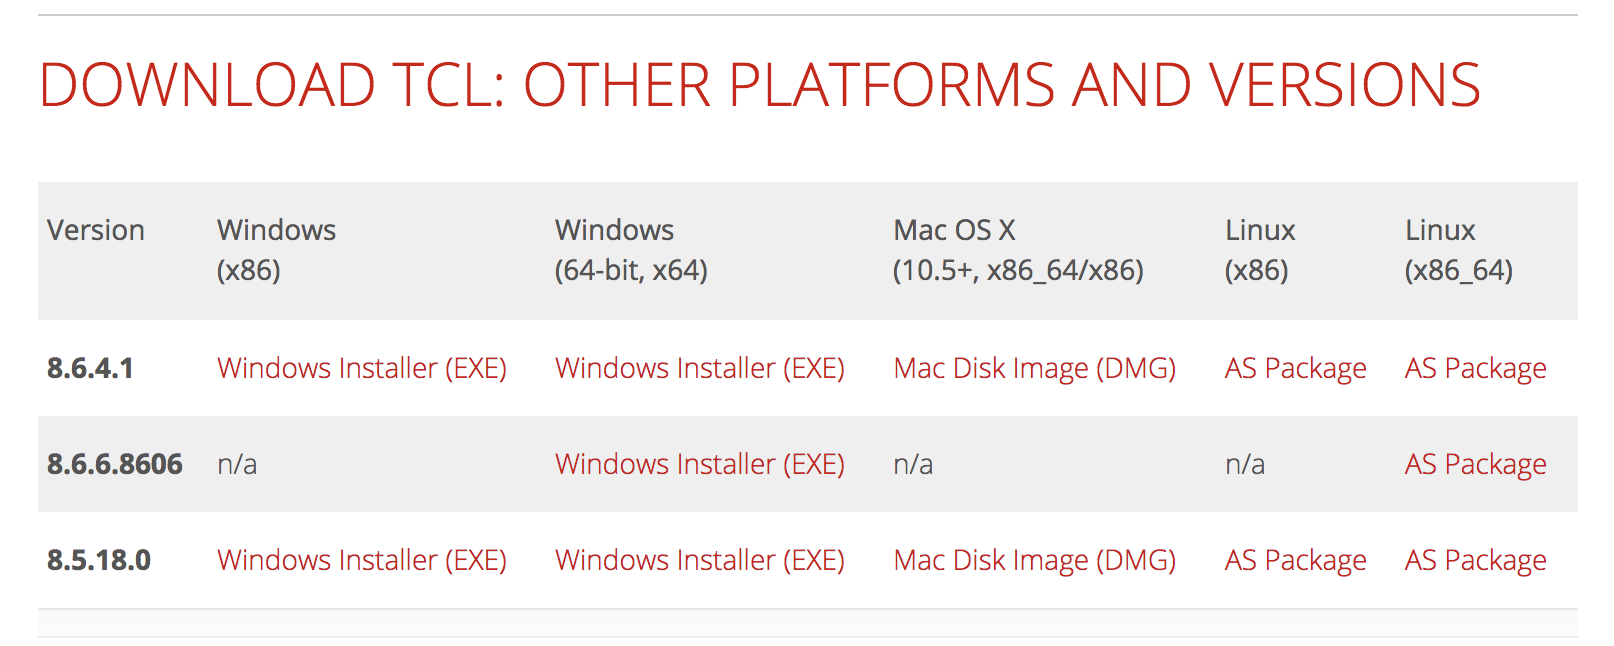 DOWNLOAD TCL: OTHER PLATFORMS AND VERSIONS
Version Windows Windows Mac OS X Linux Linux
(x86) (64-bit, x64) (10.5+, x86_64/x86) (x86) (x86_64)
8.6.4.1 Windows Installer (EXE) Windows Installer (EXE) Mac Disk Image (DMG) AS Package AS Package
8.6.6.8606 n/a Windows Installer (EXE) n/a n/a AS Package
8.5.18.0 Windows Installer (EXE) Windows Installer (EXE) Mac Disk Image (DMG) AS Package AS Package